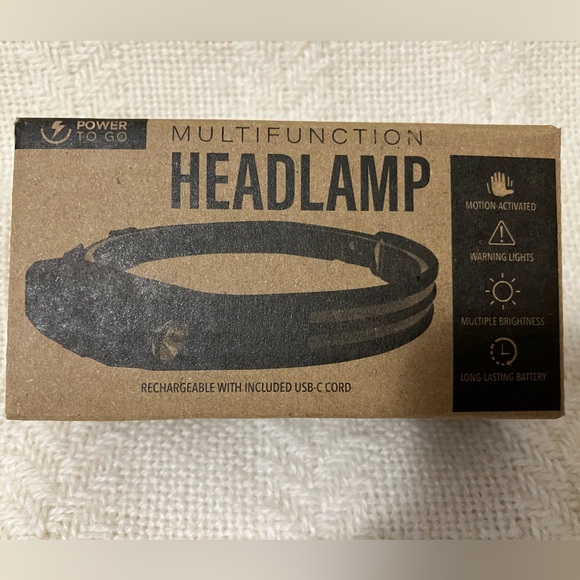 POWER
TO GO
MULTIFUNCTION
HEADLAMP
MOTION-ACTIVATED
WARNING LIGHTS
MULTIPLE BRIGHTNESS
LONG-LASTING BATTERY
RECHARGEABLE WITH INCLUDED USB-C CORD